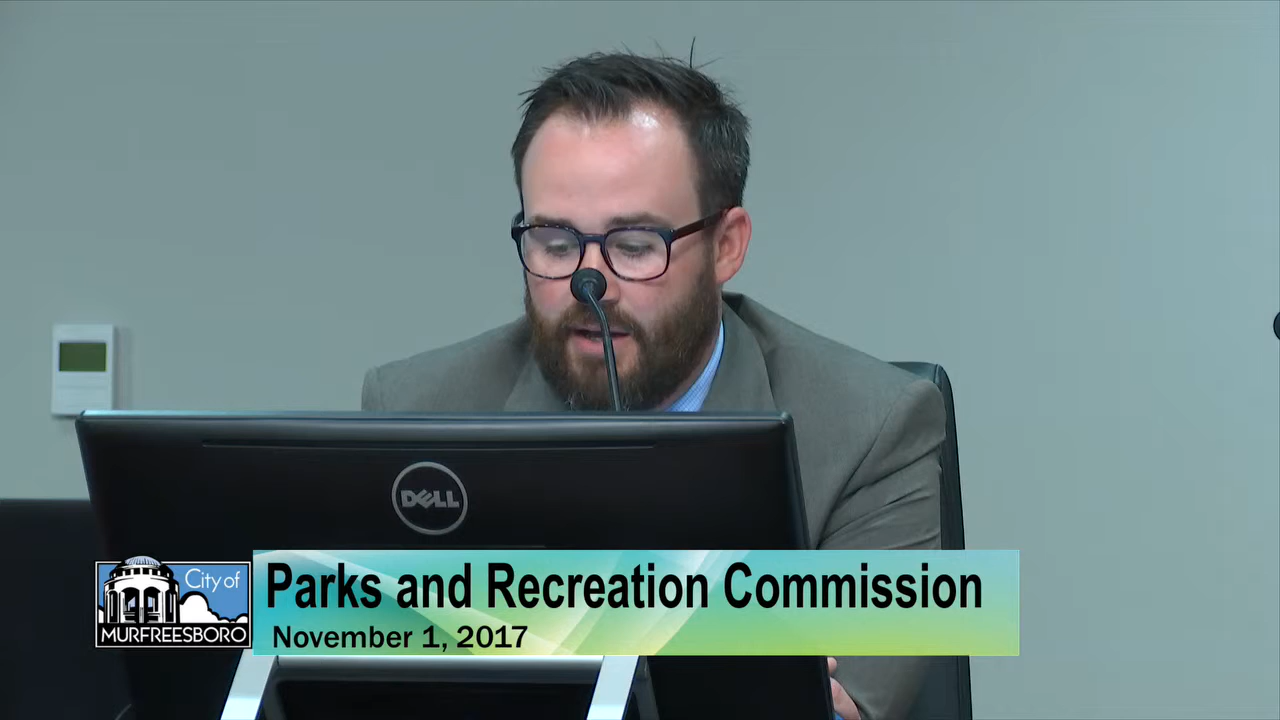 DELL
City of
MURFREESBORO
Parks and Recreation Commission
November 1, 2017